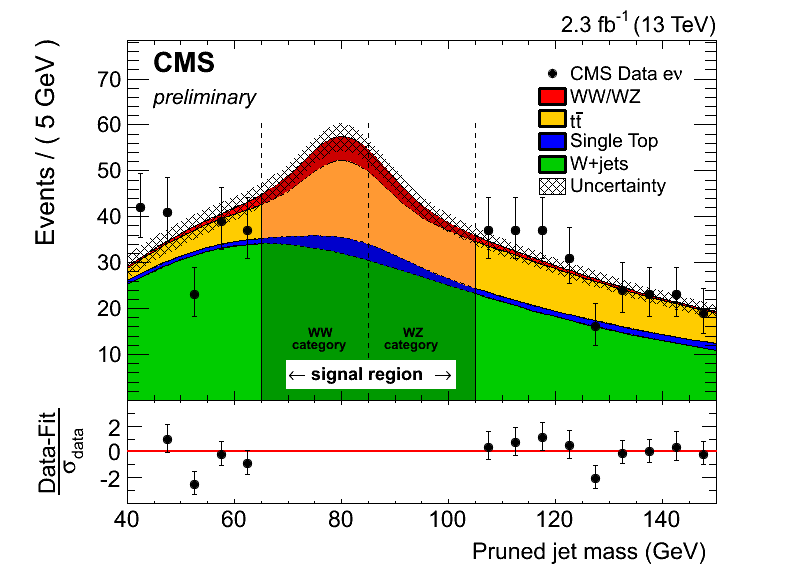 2.3 fb⁻¹ (13 TeV)
CMS
preliminary
CMS Data eν
WW/WZ
tt̄
Single Top
W+jets
Uncertainty
Events / ( 5 GeV )
70
60
50
40
30
20
10
WW
category
WZ
category
← signal region →
Data-Fit
σdata
2
0
-2
40 60 80 100 120 140
Pruned jet mass (GeV)